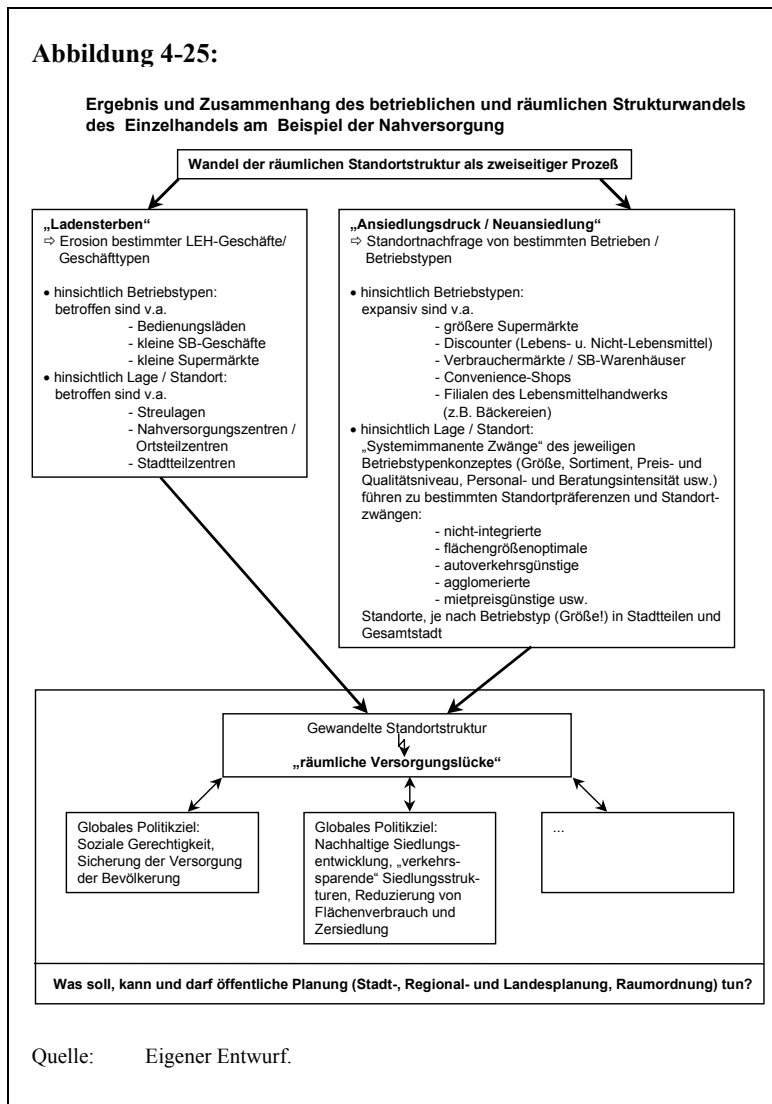 Abbildung 4-25:
Ergebnis und Zusammenhang des betrieblichen und räumlichen Strukturwandels
des Einzelhandels am Beispiel der Nahversorgung
Wandel der räumlichen Standortstruktur als zweiseitiger Prozeß
„Ladensterben“
⇨ Erosion bestimmter LEH-Geschäfte/
Geschäfttypen
• hinsichtlich Betriebstypen:
betroffen sind v.a.
- Bedienungsläden
- kleine SB-Geschäfte
- kleine Supermärkte
• hinsichtlich Lage / Standort:
betroffen sind v.a.
- Streulagen
- Nahversorgungszentren /
Ortsteilzentren
- Stadtteilzentren
„Ansiedlungsdruck / Neuansiedlung“
⇨ Standortnachfrage von bestimmten Betrieben /
Betriebstypen
• hinsichtlich Betriebstypen:
expansiv sind v.a.
- größere Supermärkte
- Discounter (Lebens- u. Nicht-Lebensmittel)
- Verbrauchermärkte / SB-Warenhäuser
- Convenience-Shops
- Filialen des Lebensmittelhandwerks
(z.B. Bäckereien)
• hinsichtlich Lage / Standort:
„Systemimmanente Zwänge“ des jeweiligen
Betriebstypenkonzeptes (Größe, Sortiment, Preis- und
Qualitätsniveau, Personal- und Beratungsintensität usw.)
führen zu bestimmten Standortpräferenzen und Standort-
zwängen:
- nicht-integrierte
- flächengrößenoptimale
- autoverkehrsgünstige
- agglomerierte
- mietpreisgünstige usw.
Standorte, je nach Betriebstyp (Größe!) in Stadtteilen und
Gesamtstadt
Gewandelte Standortstruktur
„räumliche Versorgungslücke“
Globales Politikziel:
Soziale Gerechtigkeit,
Sicherung der Versorgung
der Bevölkerung
Globales Politikziel:
Nachhaltige Siedlungs-
entwicklung, „verkehrs-
sparende“ Siedlungsstruk-
turen, Reduzierung von
Flächenverbrauch und
Zersiedlung
...
Was soll, kann und darf öffentliche Planung (Stadt-, Regional- und Landesplanung, Raumordnung) tun?
Quelle: Eigener Entwurf.